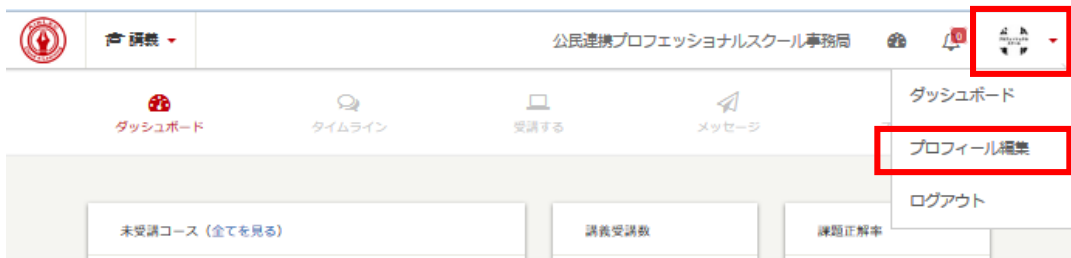 講義
公民連携プロフェッショナルスクール事務局
0
ダッシュボード
タイムライン
受講する
メッセージ
ダッシュボード
プロフィール編集
ログアウト
未受講コース（全てを見る）
講義受講数
課題正解率